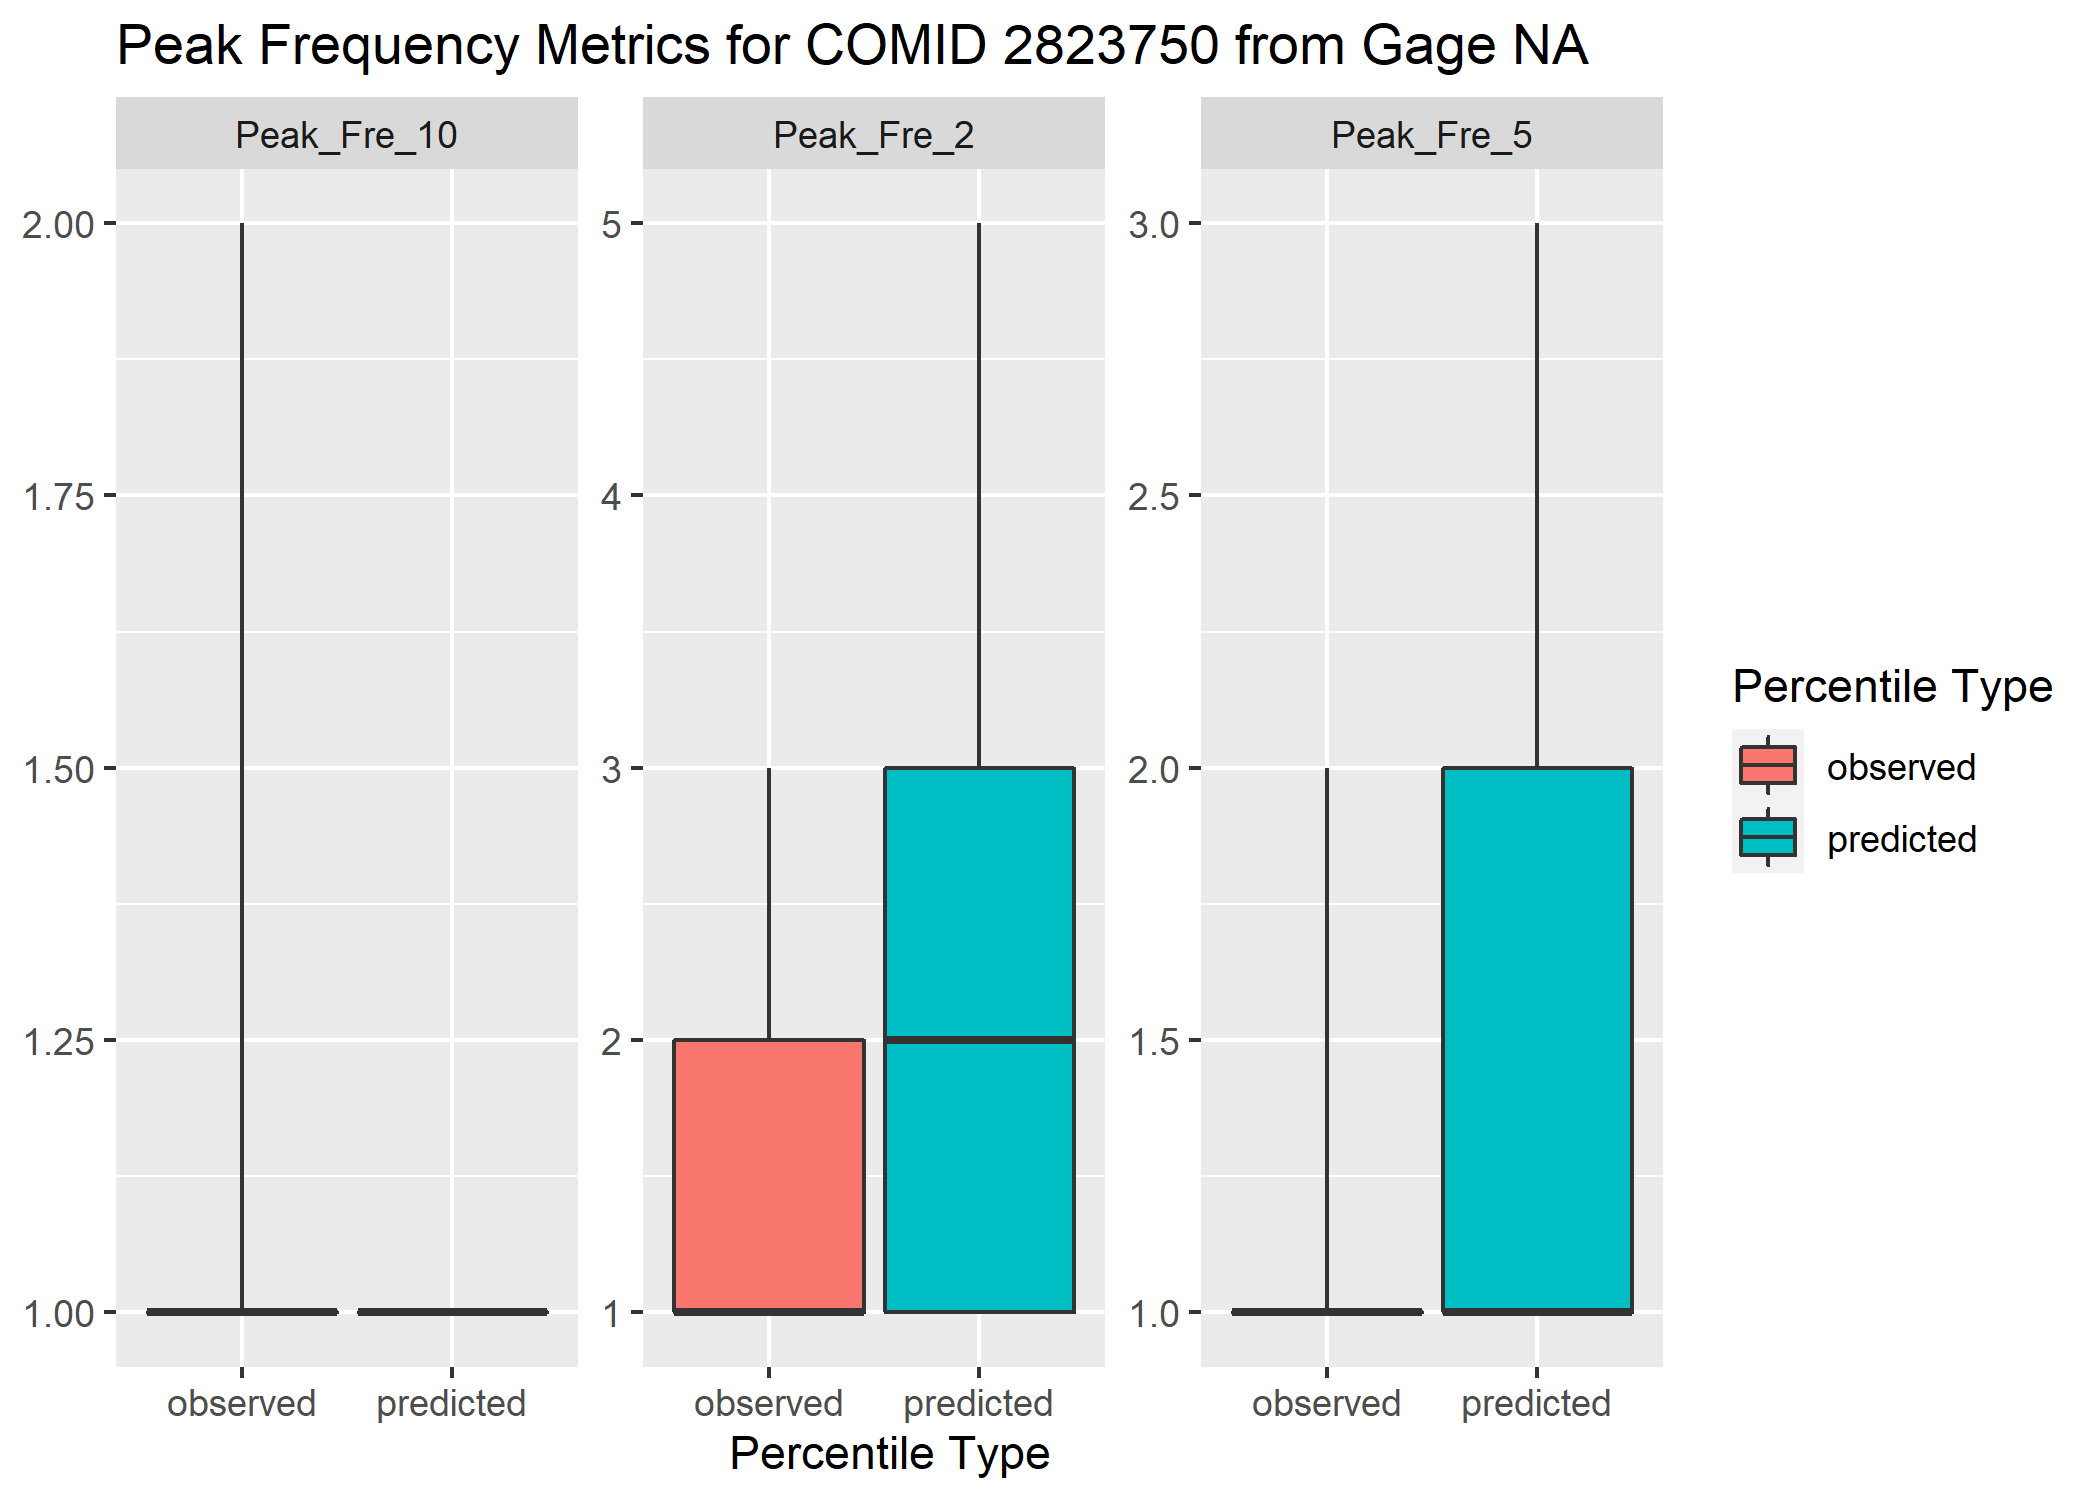 Peak Frequency Metrics for COMID 2823750 from Gage NA
Peak_Fre_10
Peak_Fre_2
Peak_Fre_5
2.00
1.75
1.50
1.25
1.00
5
4
3
2
1
3.0
2.5
2.0
1.5
1.0
observed
predicted
observed
predicted
observed
predicted
Percentile Type
Percentile Type
observed
predicted